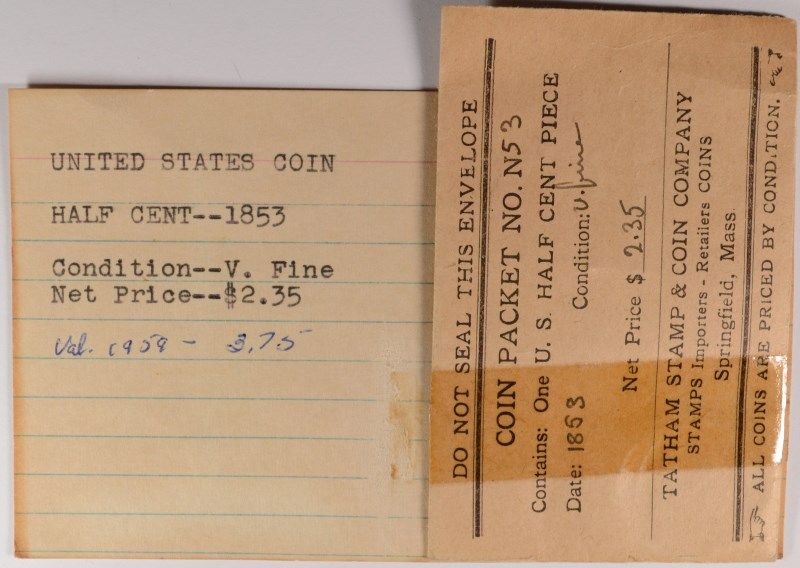 UNITED STATES COIN
HALF CENT--1853
Condition--V. Fine
Net Price--$2.35
Val. 1959 - 3.75
DO NOT SEAL THIS ENVELOPE
COIN PACKET NO. N53
Contains: One U. S. HALF CENT PIECE
Date: 1853 Condition: V. fine
Net Price $ 2.35
TATHAM STAMP & COIN COMPANY
STAMPS Importers - Retailers COINS
Springfield, Mass.
ALL COINS ARE PRICED BY CONDITION.